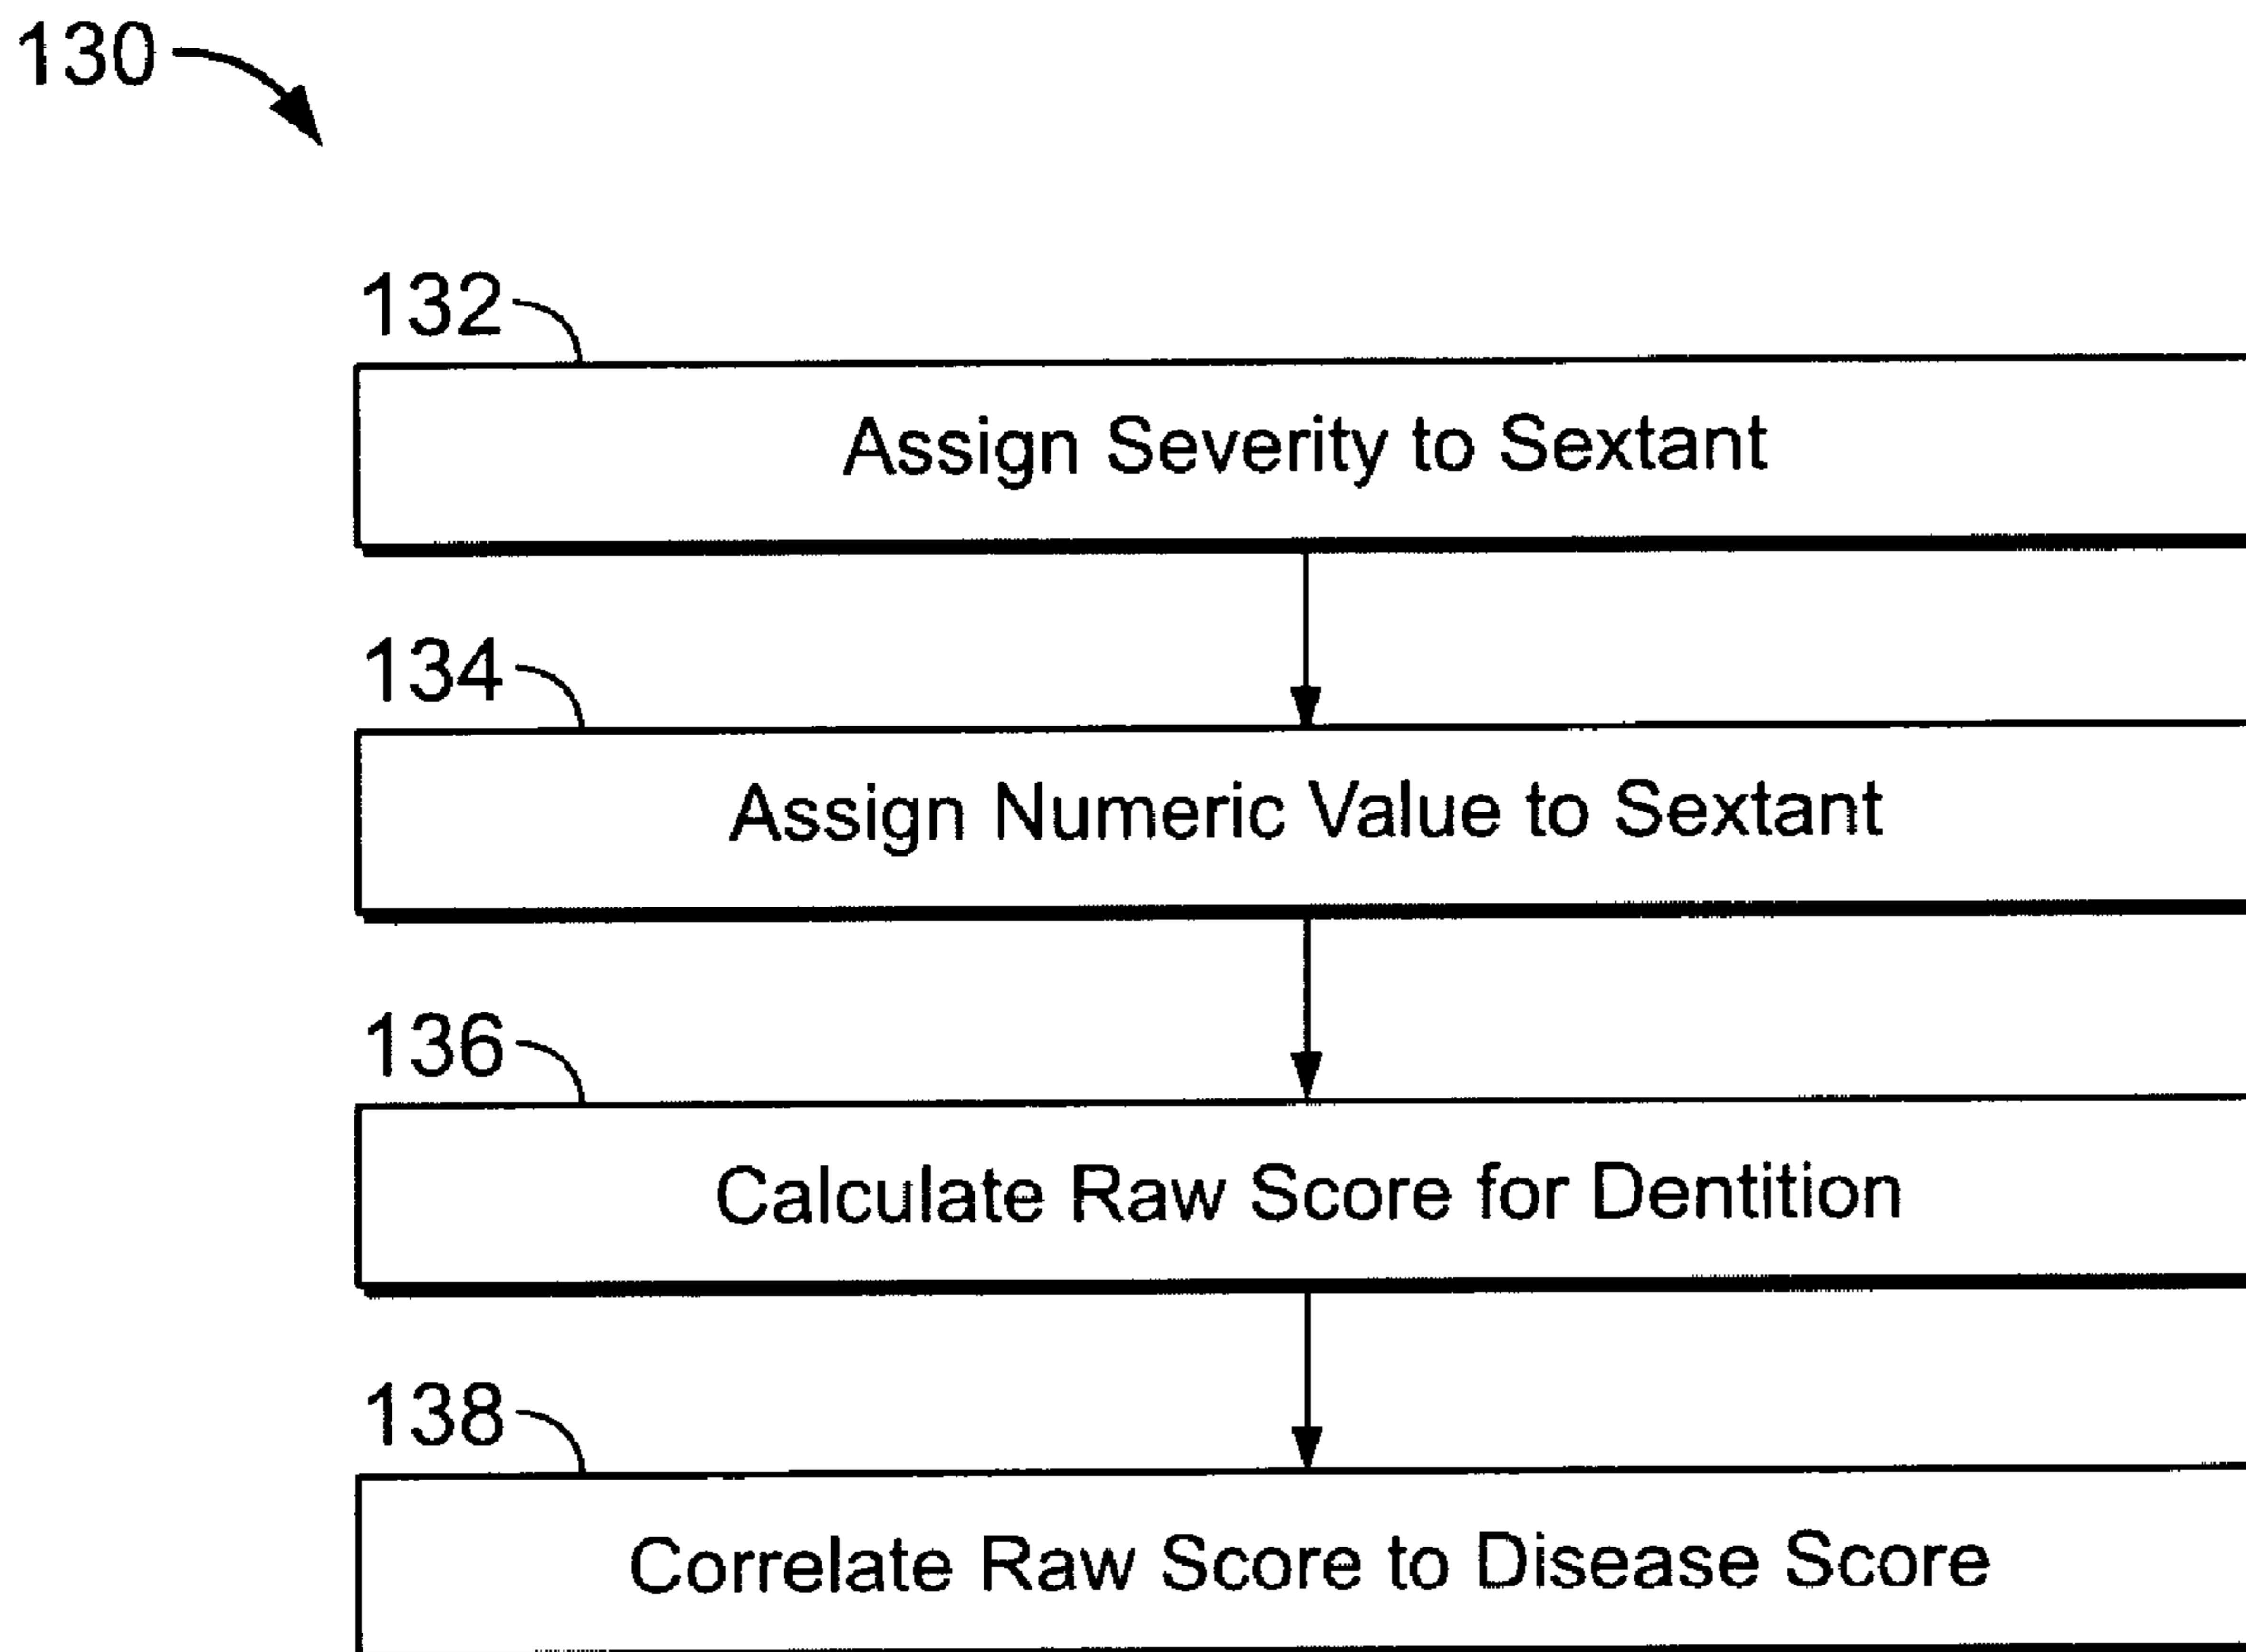 130
132
Assign Severity to Sextant
134
Assign Numeric Value to Sextant
136
Calculate Raw Score for Dentition
138
Correlate Raw Score to Disease Score